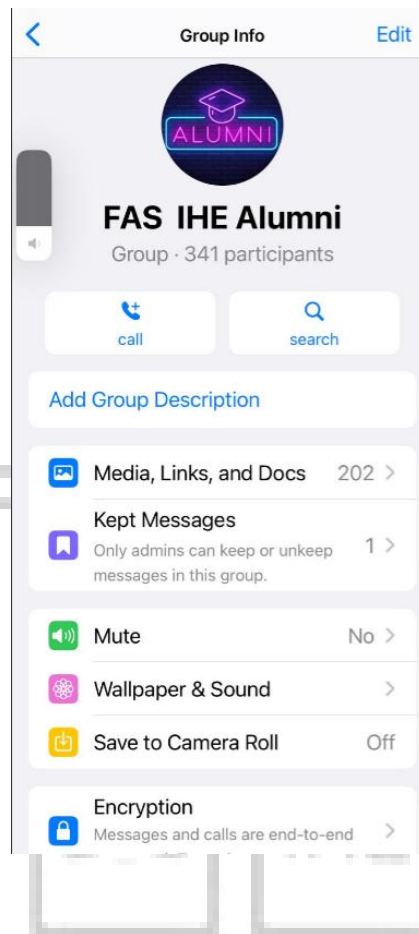 Group Info
Edit
ALUMNI
FAS IHE Alumni
Group · 341 participants
call
search
Add Group Description
Media, Links, and Docs 202
Kept Messages
Only admins can keep or unkeep 1
messages in this group.
Mute No
Wallpaper & Sound
Save to Camera Roll Off
Encryption
Messages and calls are end-to-end